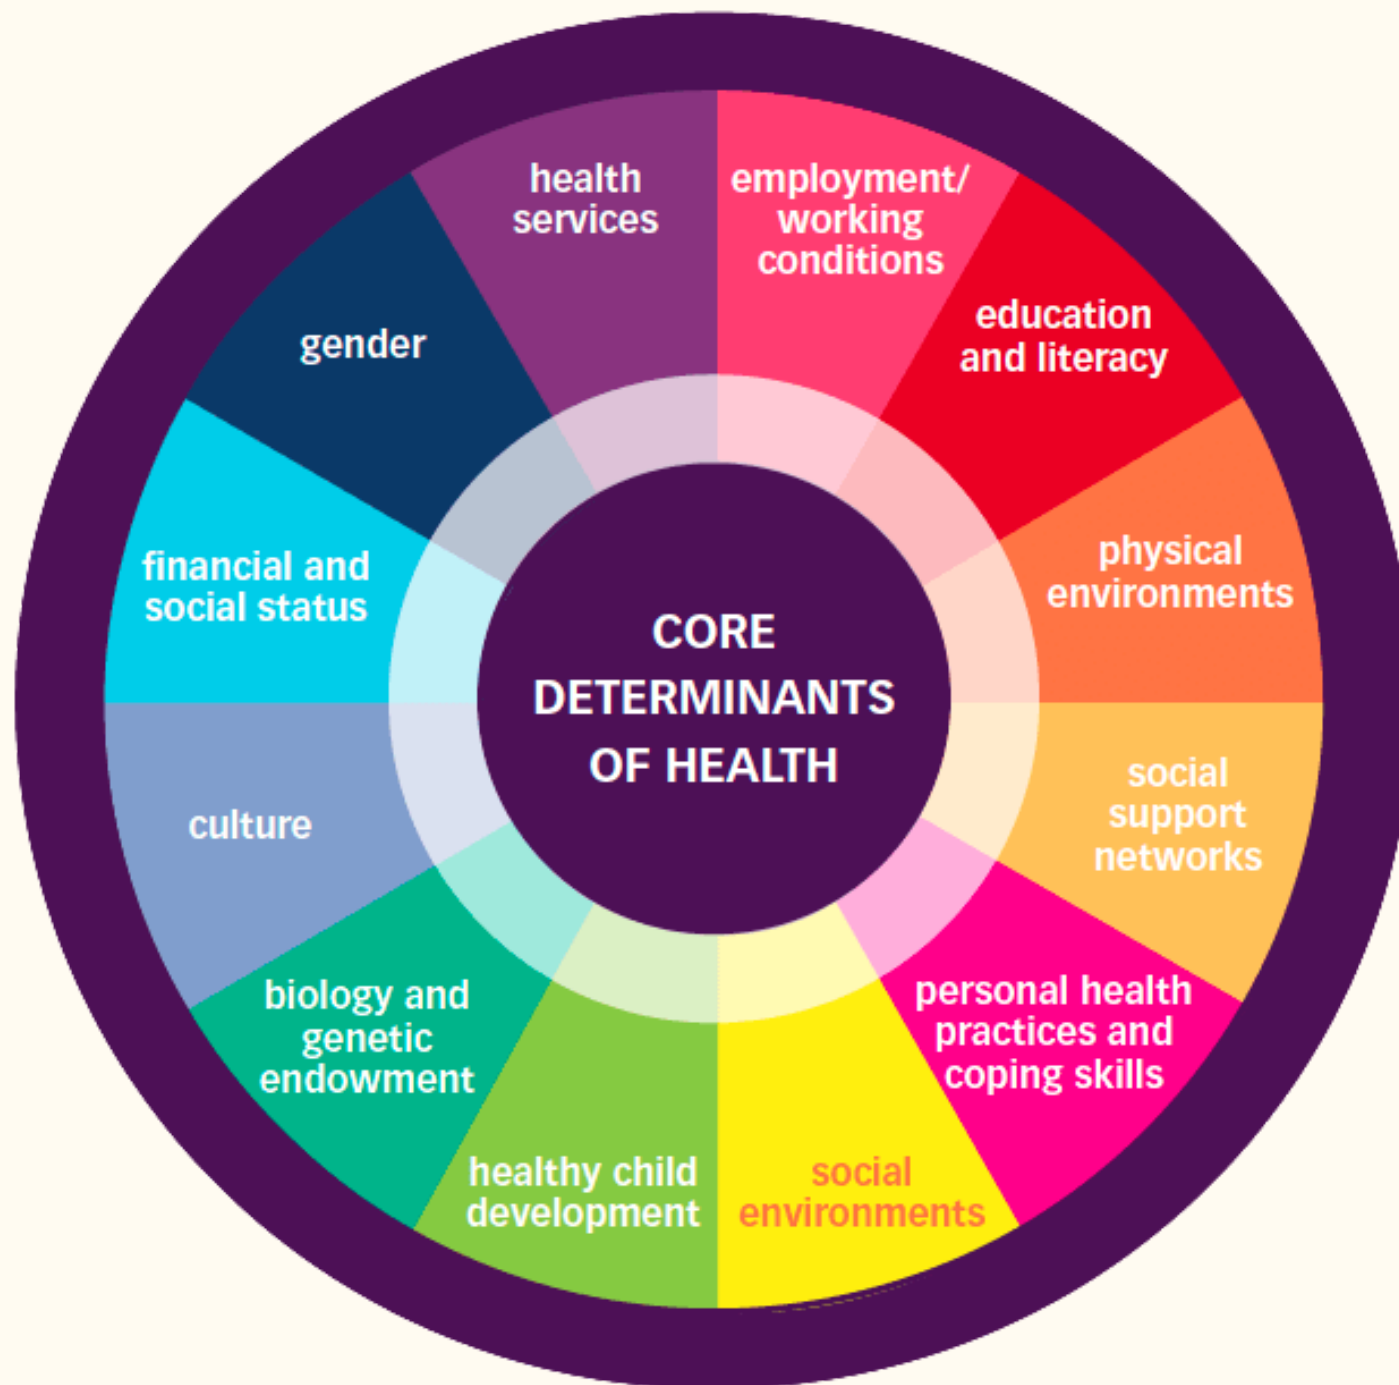 health
services
employment/
working
conditions
education
and literacy
physical
environments
social
support
networks
personal health
practices and
coping skills
social
environments
healthy child
development
biology and
genetic
endowment
culture
financial and
social status
gender
CORE
DETERMINANTS
OF HEALTH